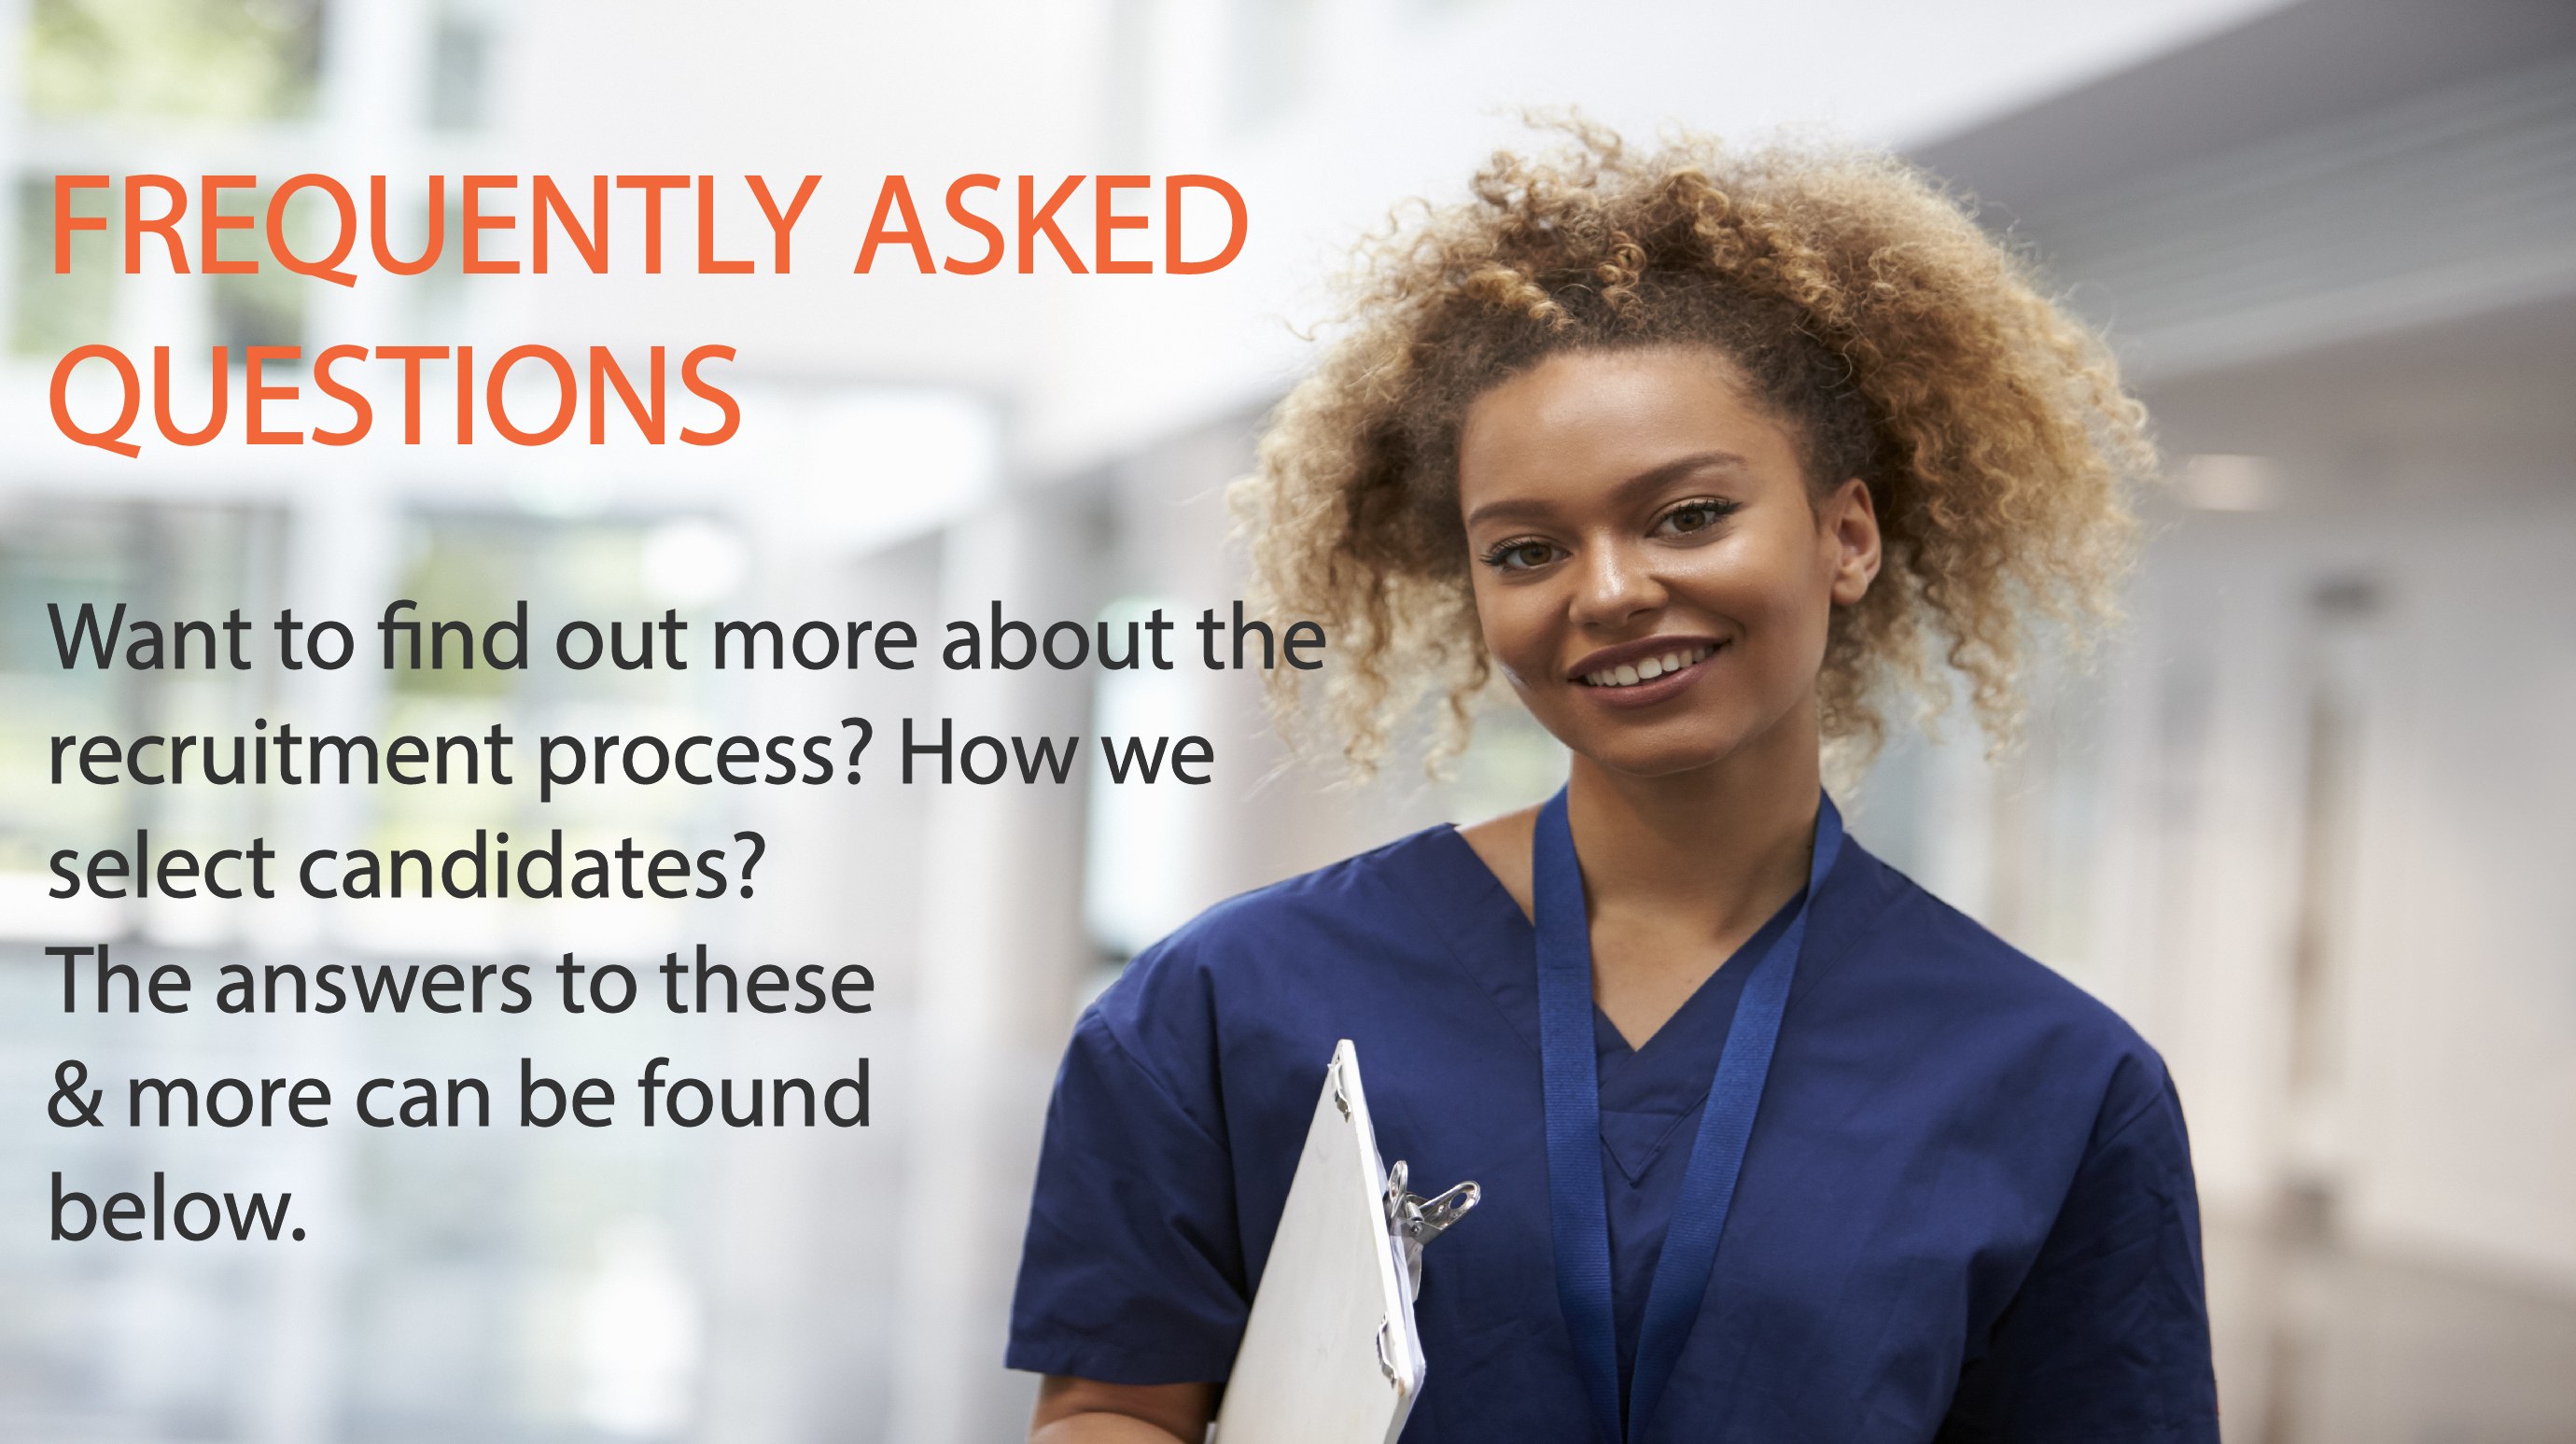 FREQUENTLY ASKED
QUESTIONS
Want to find out more about the
recruitment process? How we
select candidates?
The answers to these
& more can be found
below.